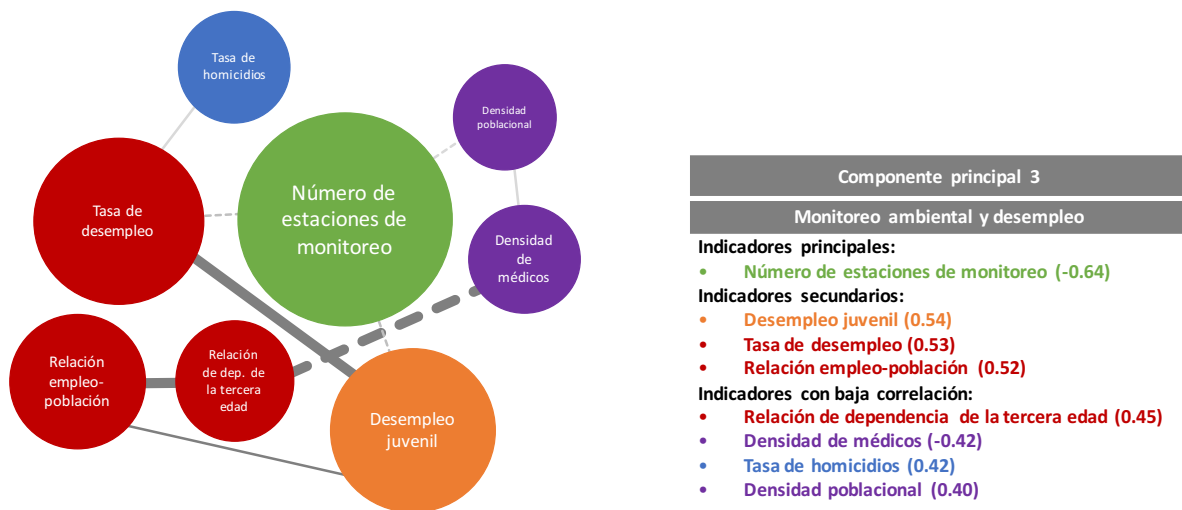 Tasa de
homicidios
Densidad
poblacional
Tasa de
desempleo
Número de
estaciones de
monitoreo
Densidad
de
médicos
Relación
empleo-
población
Relación
de dep. de
la tercera
edad
Desempleo
juvenil
Componente principal 3
Monitoreo ambiental y desempleo
Indicadores principales:
• Número de estaciones de monitoreo (-0.64)
Indicadores secundarios:
• Desempleo juvenil (0.54)
• Tasa de desempleo (0.53)
• Relación empleo-población (0.52)
Indicadores con baja correlación:
• Relación de dependencia de la tercera edad (0.45)
• Densidad de médicos (-0.42)
• Tasa de homicidios (0.42)
• Densidad poblacional (0.40)